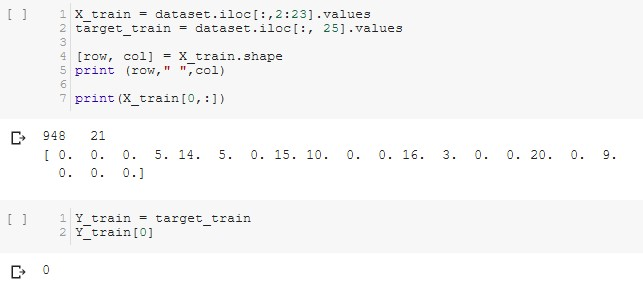 [ ] 1 X_train = dataset.iloc[:,2:23].values
2 target_train = dataset.iloc[:, 25].values
3
4 [row, col] = X_train.shape
5 print (row," ",col)
6
7 print(X_train[0,:])
948 21
[ 0. 0. 0. 5. 14. 5. 0. 15. 10. 0. 0. 16. 3. 0. 0. 20. 0. 9.
0. 0. 0.]
[ ] 1 Y_train = target_train
2 Y_train[0]
0